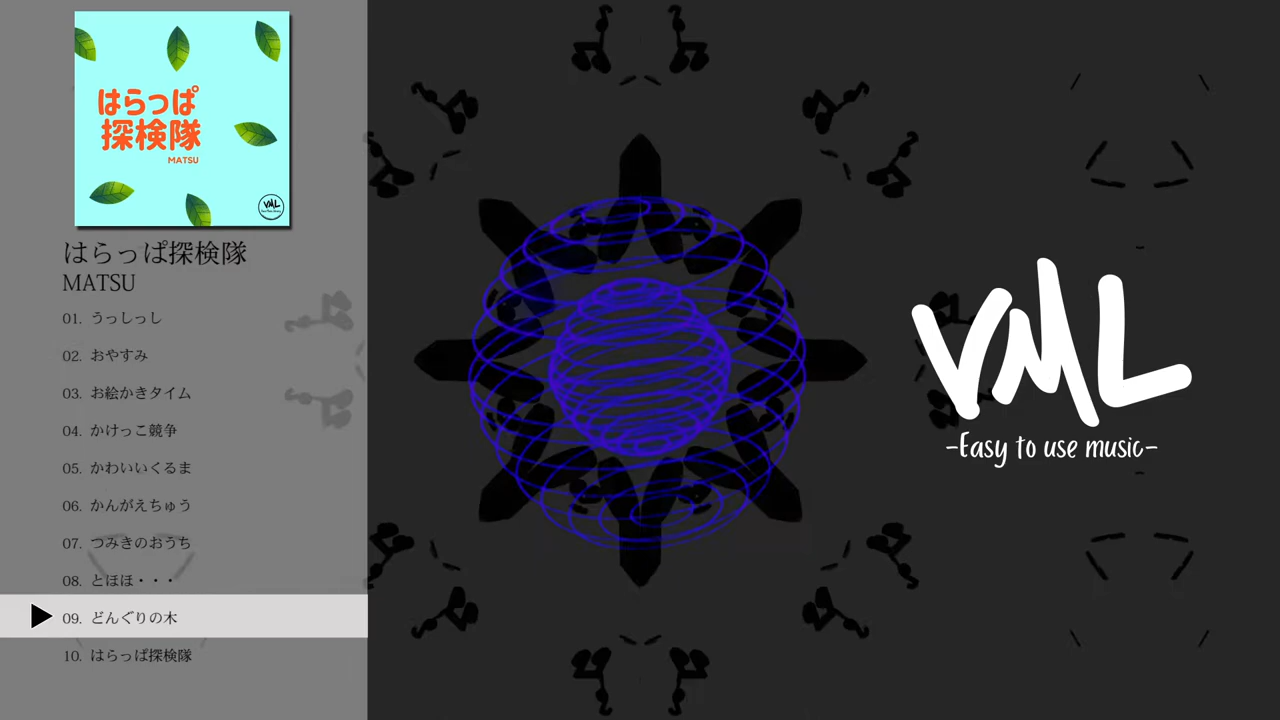 はらっぱ
探検隊
MATSU
VML
はらっぱ探検隊
MATSU
01. うっしっし
02. おやすみ
03. お絵かきタイム
04. かけっこ競争
05. かわいいくるま
06. かんがえちゅう
07. つみきのおうち
08. とほほ・・・
09. どんぐりの木
10. はらっぱ探検隊
VML
-Easy to use music-